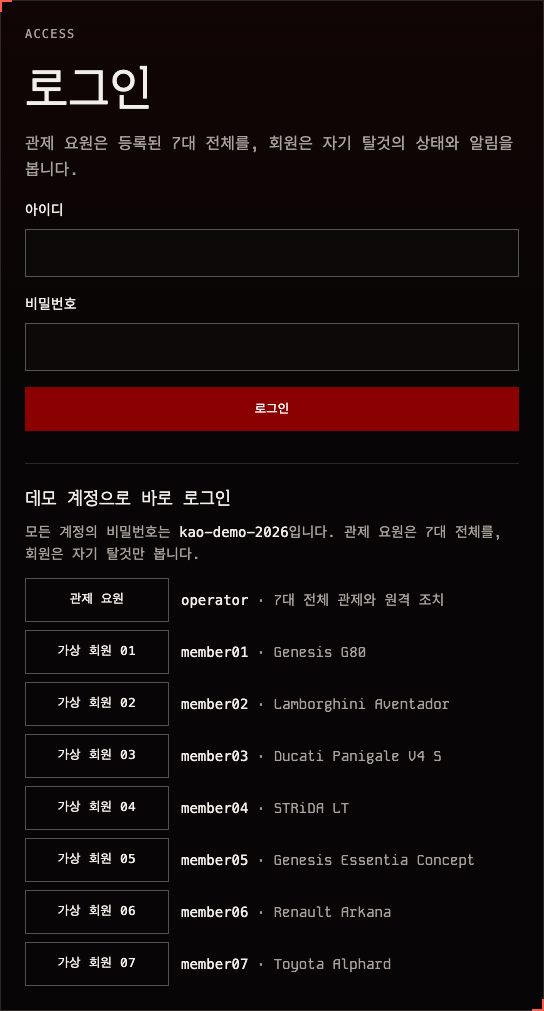 ACCESS
로그인
관제 요원은 등록된 7대 전체를, 회원은 자기 탈것의 상태와 알림을
봅니다.
아이디
비밀번호
로그인
데모 계정으로 바로 로그인
모든 계정의 비밀번호는 kao-demo-2026입니다. 관제 요원은 7대 전체를,
회원은 자기 탈것만 봅니다.
관제 요원 operator · 7대 전체 관제와 원격 조치
가상 회원 01 member01 · Genesis G80
가상 회원 02 member02 · Lamborghini Aventador
가상 회원 03 member03 · Ducati Panigale V4 S
가상 회원 04 member04 · STRiDA LT
가상 회원 05 member05 · Genesis Essentia Concept
가상 회원 06 member06 · Renault Arkana
가상 회원 07 member07 · Toyota Alphard